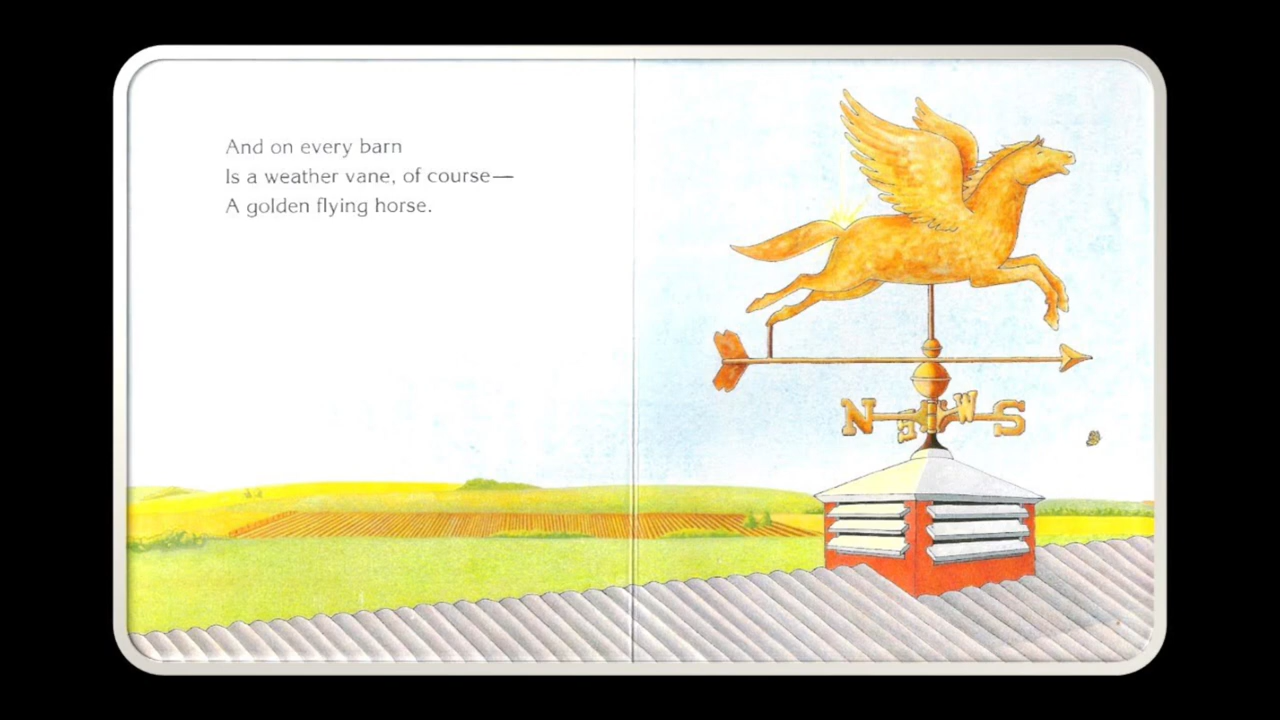 And on every barn
Is a weather vane, of course—
A golden flying horse.
N E W S